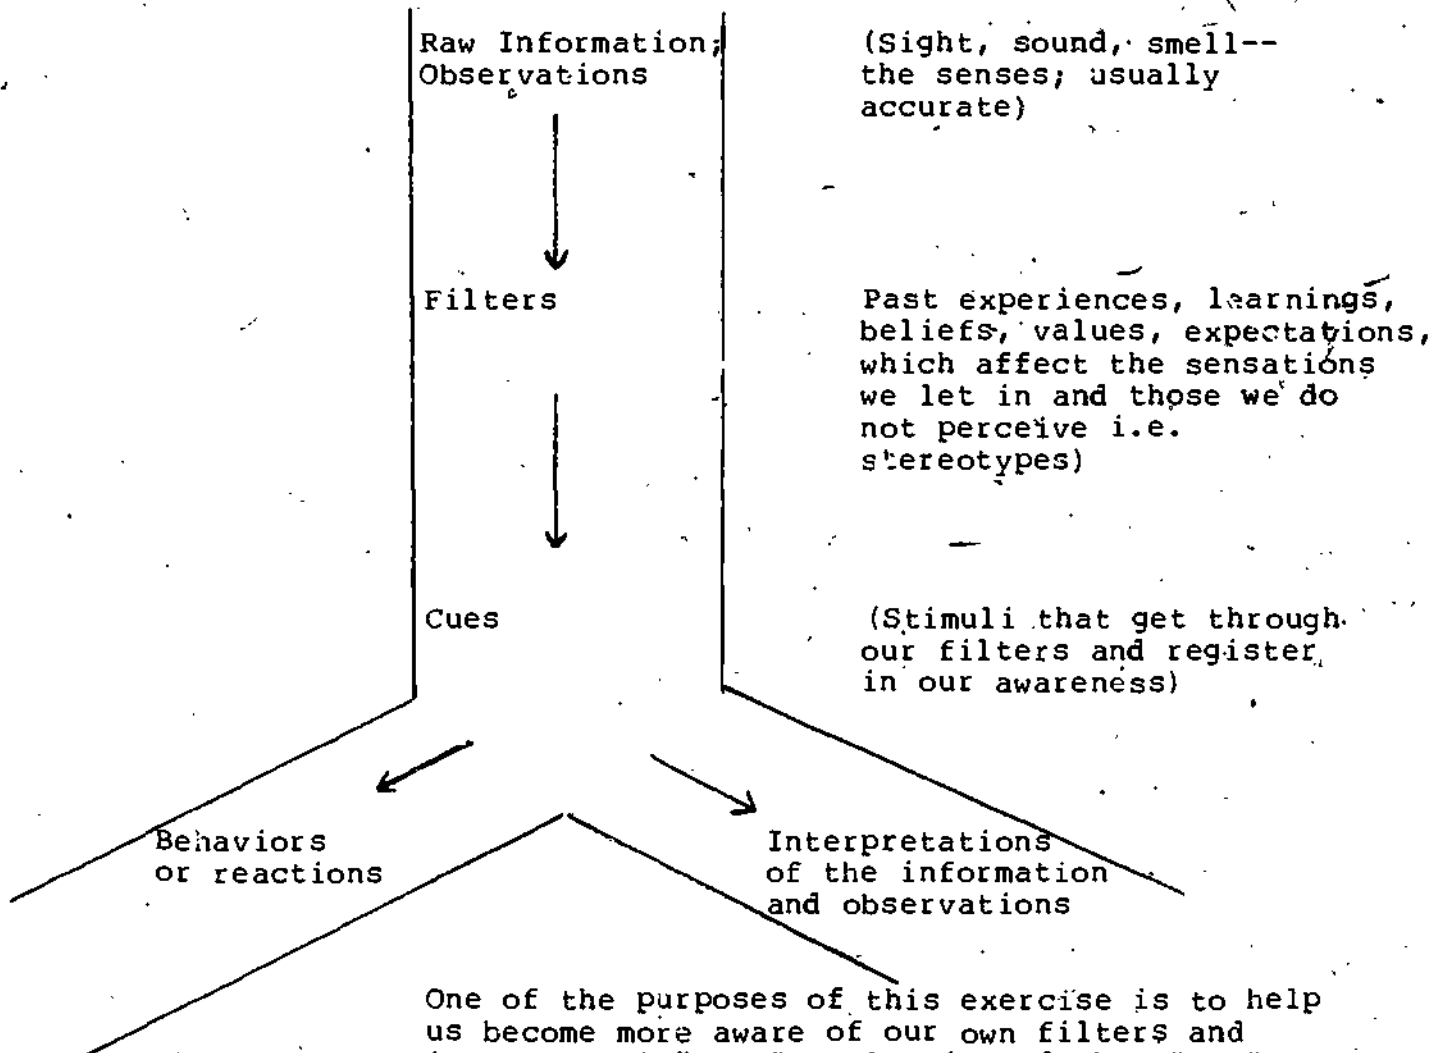 Raw Information;
Observations
(Sight, sound, smell--
the senses; usually
accurate)
Filters
Past experiences, learnings,
beliefs, values, expectations,
which affect the sensations
we let in and those we do
not perceive i.e.
stereotypes)
Cues
(Stimuli that get through
our filters and register
in our awareness)
Behaviors
or reactions
Interpretations
of the information
and observations
One of the purposes of this exercise is to help
us become more aware of our own filters and